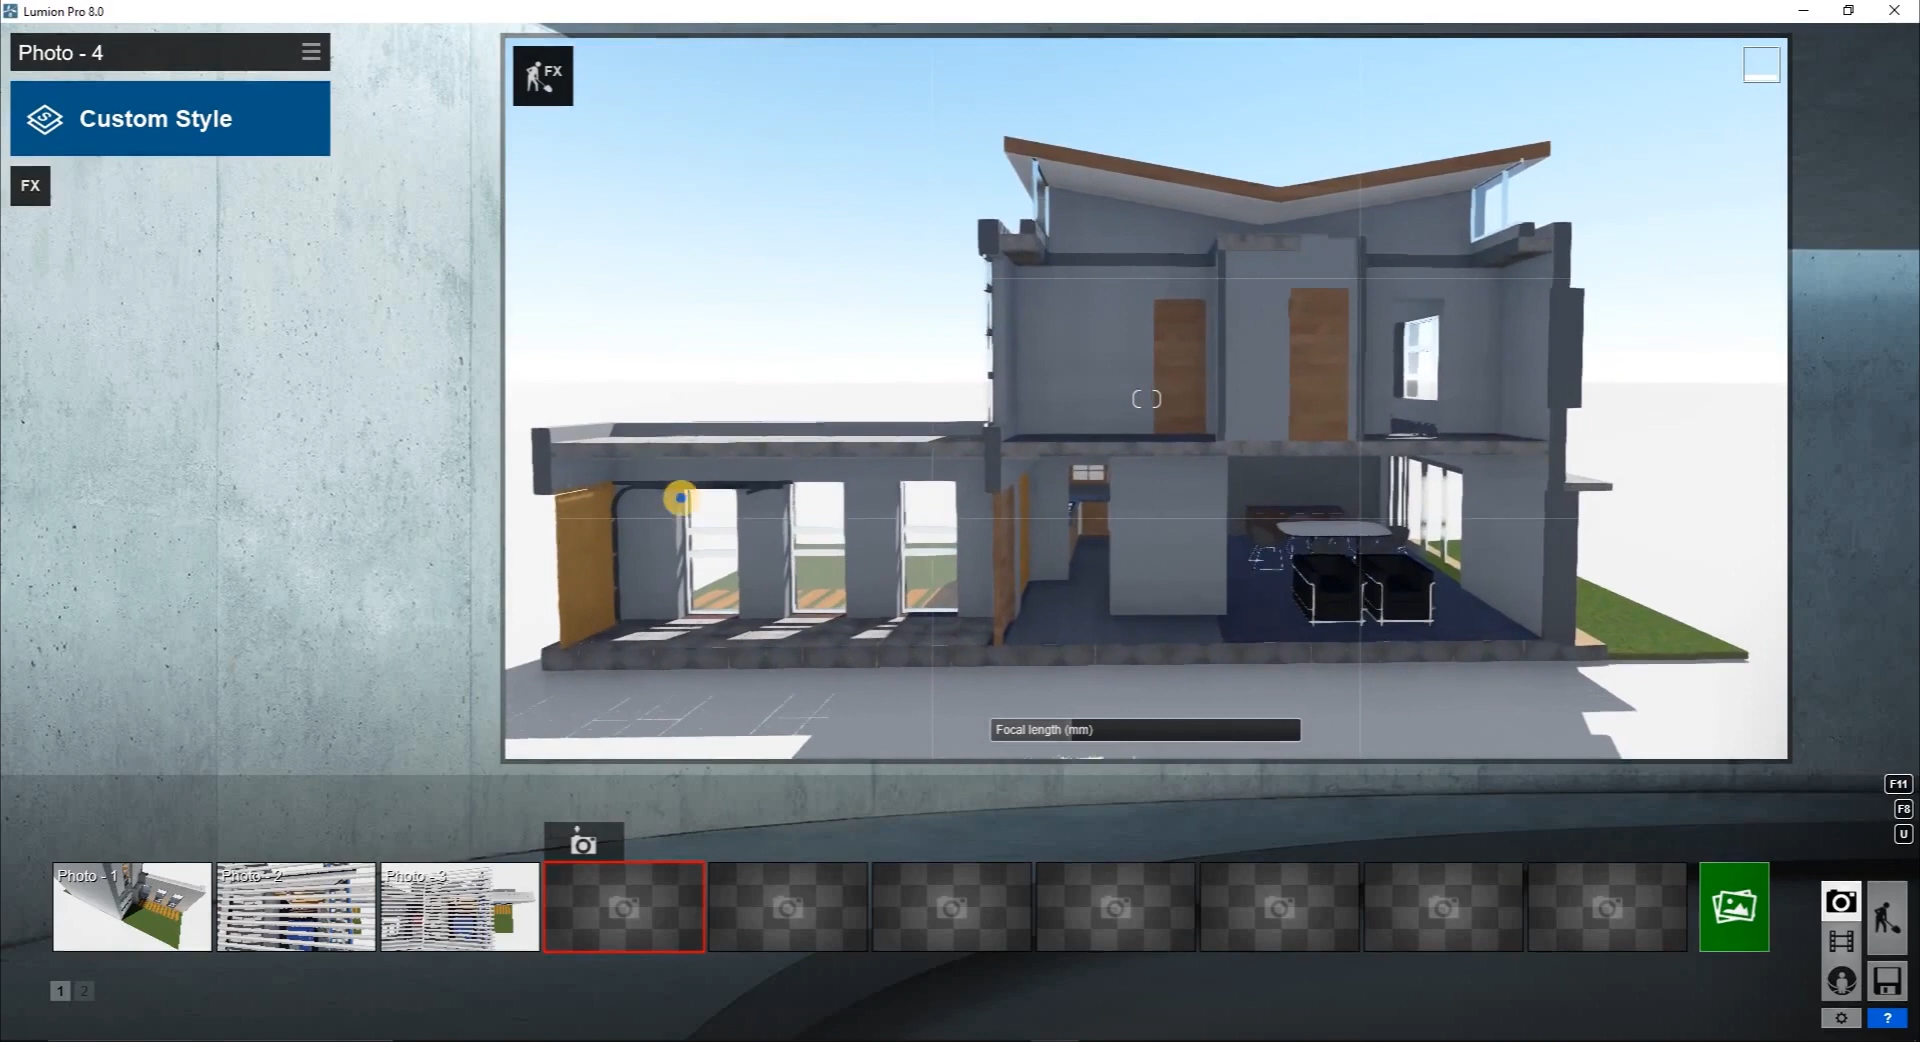 Lumion Pro 8.0
Photo - 4
Custom Style
FX
FX
Focal length (mm)
F11
F8
U
Photo - 1
Photo - 2
Photo - 3
1
2
?